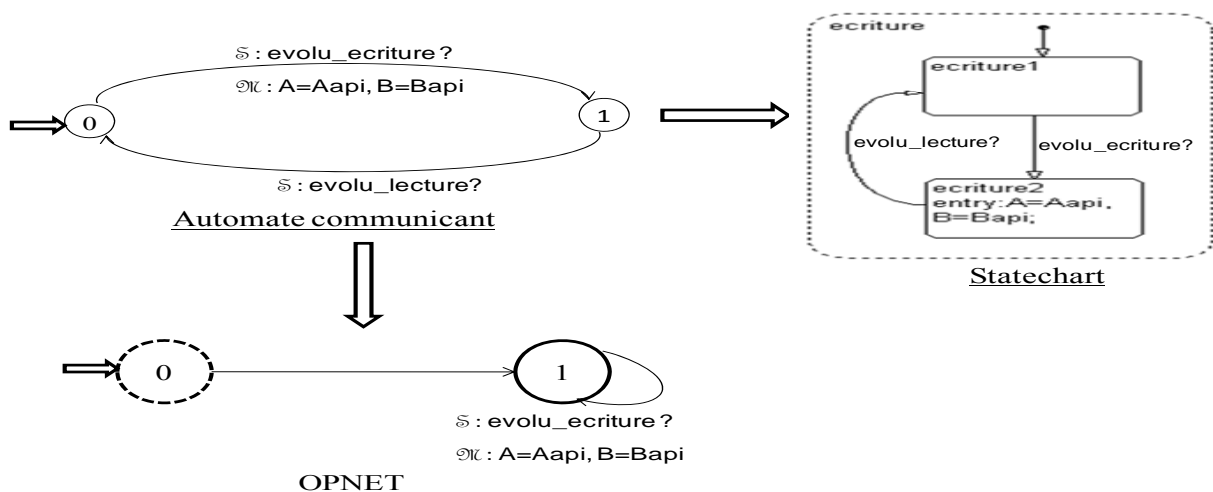 𝔖 : evolu_ecriture?
𝔐 : A=Aapi, B=Bapi
0
1
𝔖 : evolu_lecture?
Automate communicant
ecriture
ecriture1
evolu_lecture?
evolu_ecriture?
ecriture2
entry:A=Aapi,
B=Bapi;
Statechart
0
1
𝔖 : evolu_ecriture?
𝔐 : A=Aapi, B=Bapi
OPNET